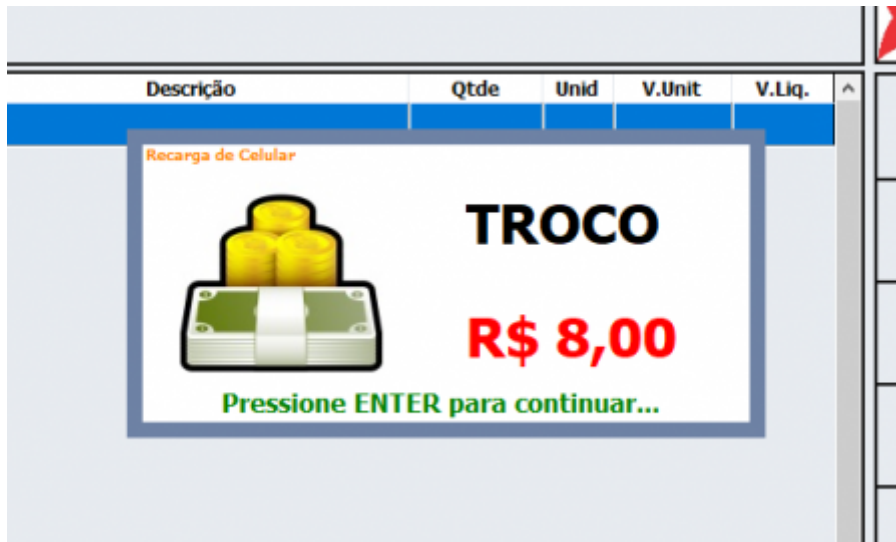 Descrição Qtde Unid V.Unit V.Liq.
Recarga de Celular
TROCO
R$ 8,00
Pressione ENTER para continuar...